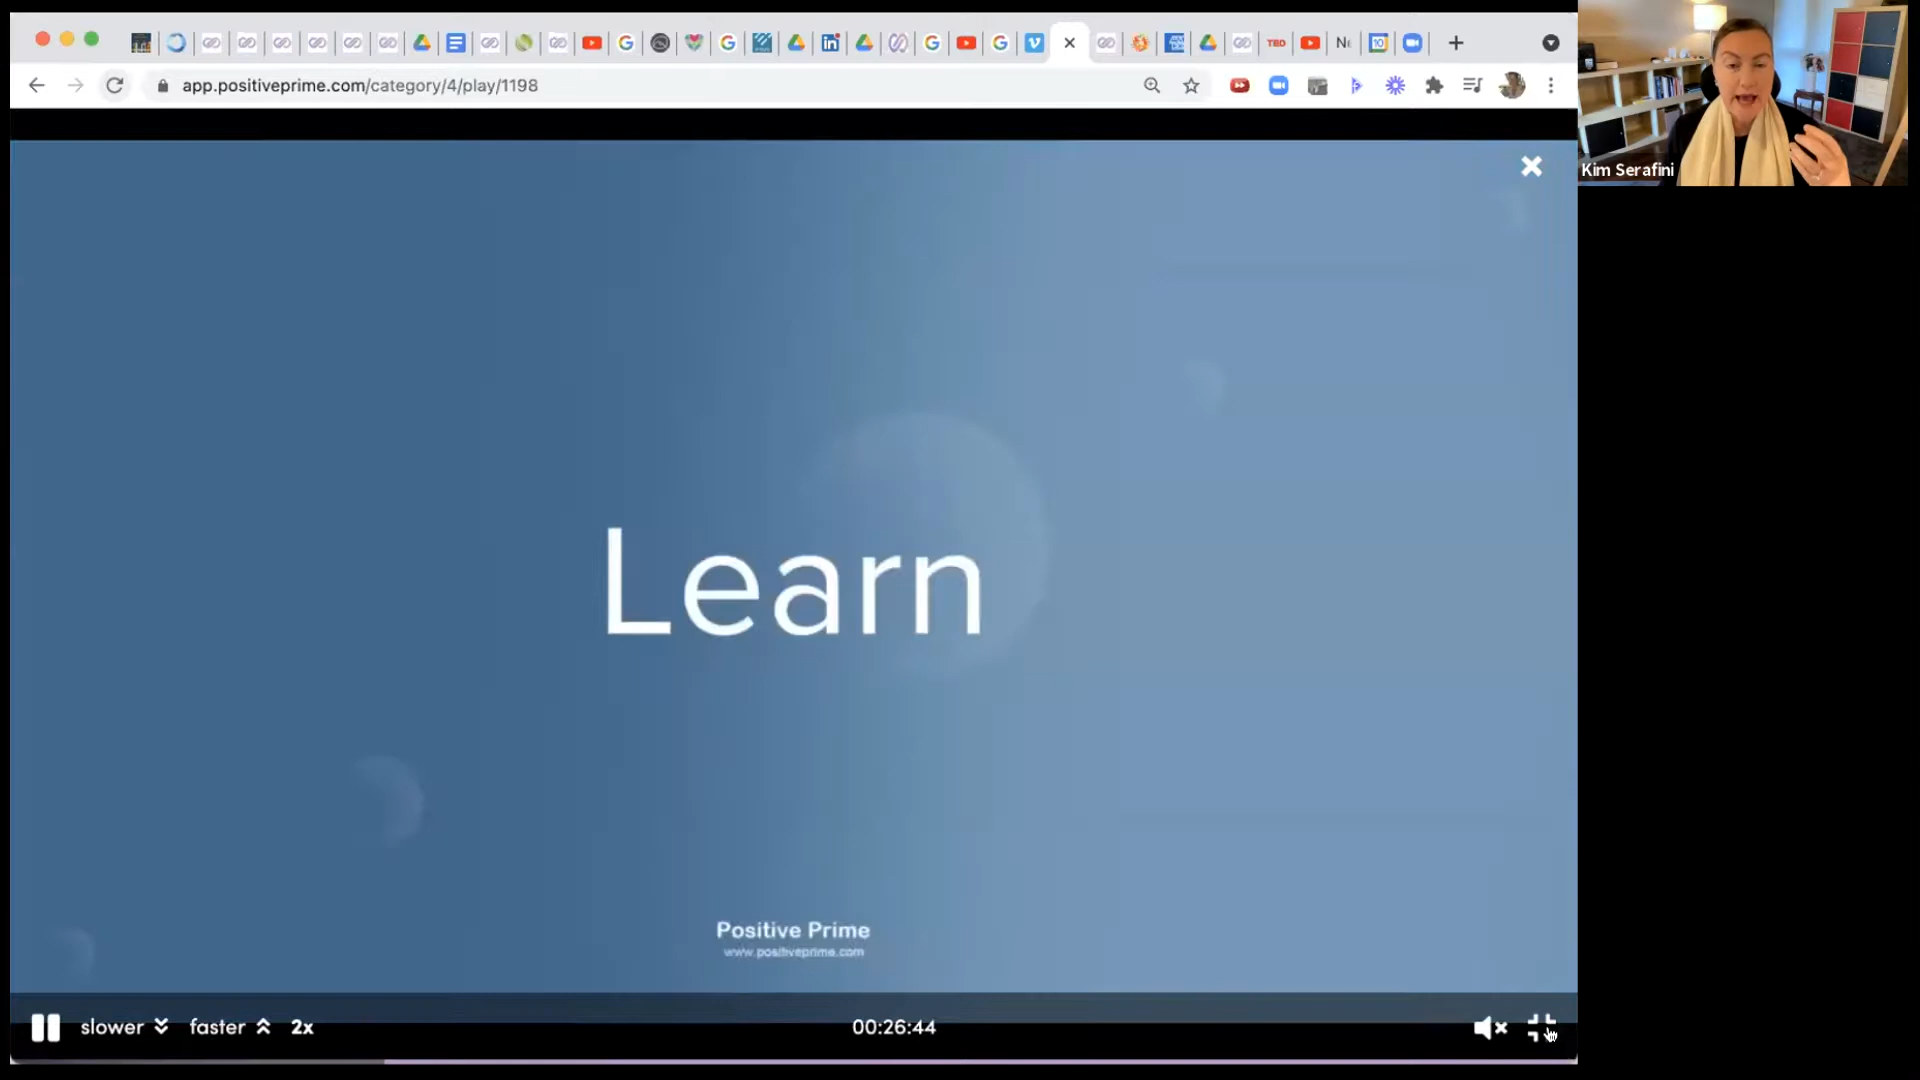 app.positiveprime.com/category/4/play/1198
Kim Serafini
Learn
Positive Prime
www.positiveprime.com
slower
faster
2x
00:26:44